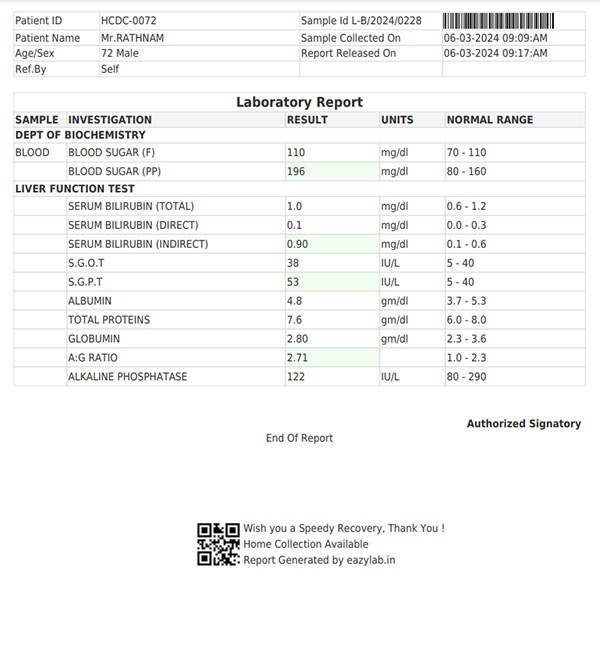 Patient ID HCDC-0072 Sample Id L-B/2024/0228
Patient Name Mr.RATHNAM Sample Collected On 06-03-2024 09:09:AM
Age/Sex 72 Male Report Released On 06-03-2024 09:17:AM
Ref.By Self
Laboratory Report
SAMPLE INVESTIGATION RESULT UNITS NORMAL RANGE
DEPT OF BIOCHEMISTRY
BLOOD BLOOD SUGAR (F) 110 mg/dl 70 - 110
BLOOD SUGAR (PP) 196 mg/dl 80 - 160
LIVER FUNCTION TEST
SERUM BILIRUBIN (TOTAL) 1.0 mg/dl 0.6 - 1.2
SERUM BILIRUBIN (DIRECT) 0.1 mg/dl 0.0 - 0.3
SERUM BILIRUBIN (INDIRECT) 0.90 mg/dl 0.1 - 0.6
S.G.O.T 38 IU/L 5 - 40
S.G.P.T 53 IU/L 5 - 40
ALBUMIN 4.8 gm/dl 3.7 - 5.3
TOTAL PROTEINS 7.6 gm/dl 6.0 - 8.0
GLOBUMIN 2.80 gm/dl 2.3 - 3.6
A:G RATIO 2.71 1.0 - 2.3
ALKALINE PHOSPHATASE 122 IU/L 80 - 290
Authorized Signatory
End Of Report
Wish you a Speedy Recovery, Thank You !
Home Collection Available
Report Generated by eazylab.in